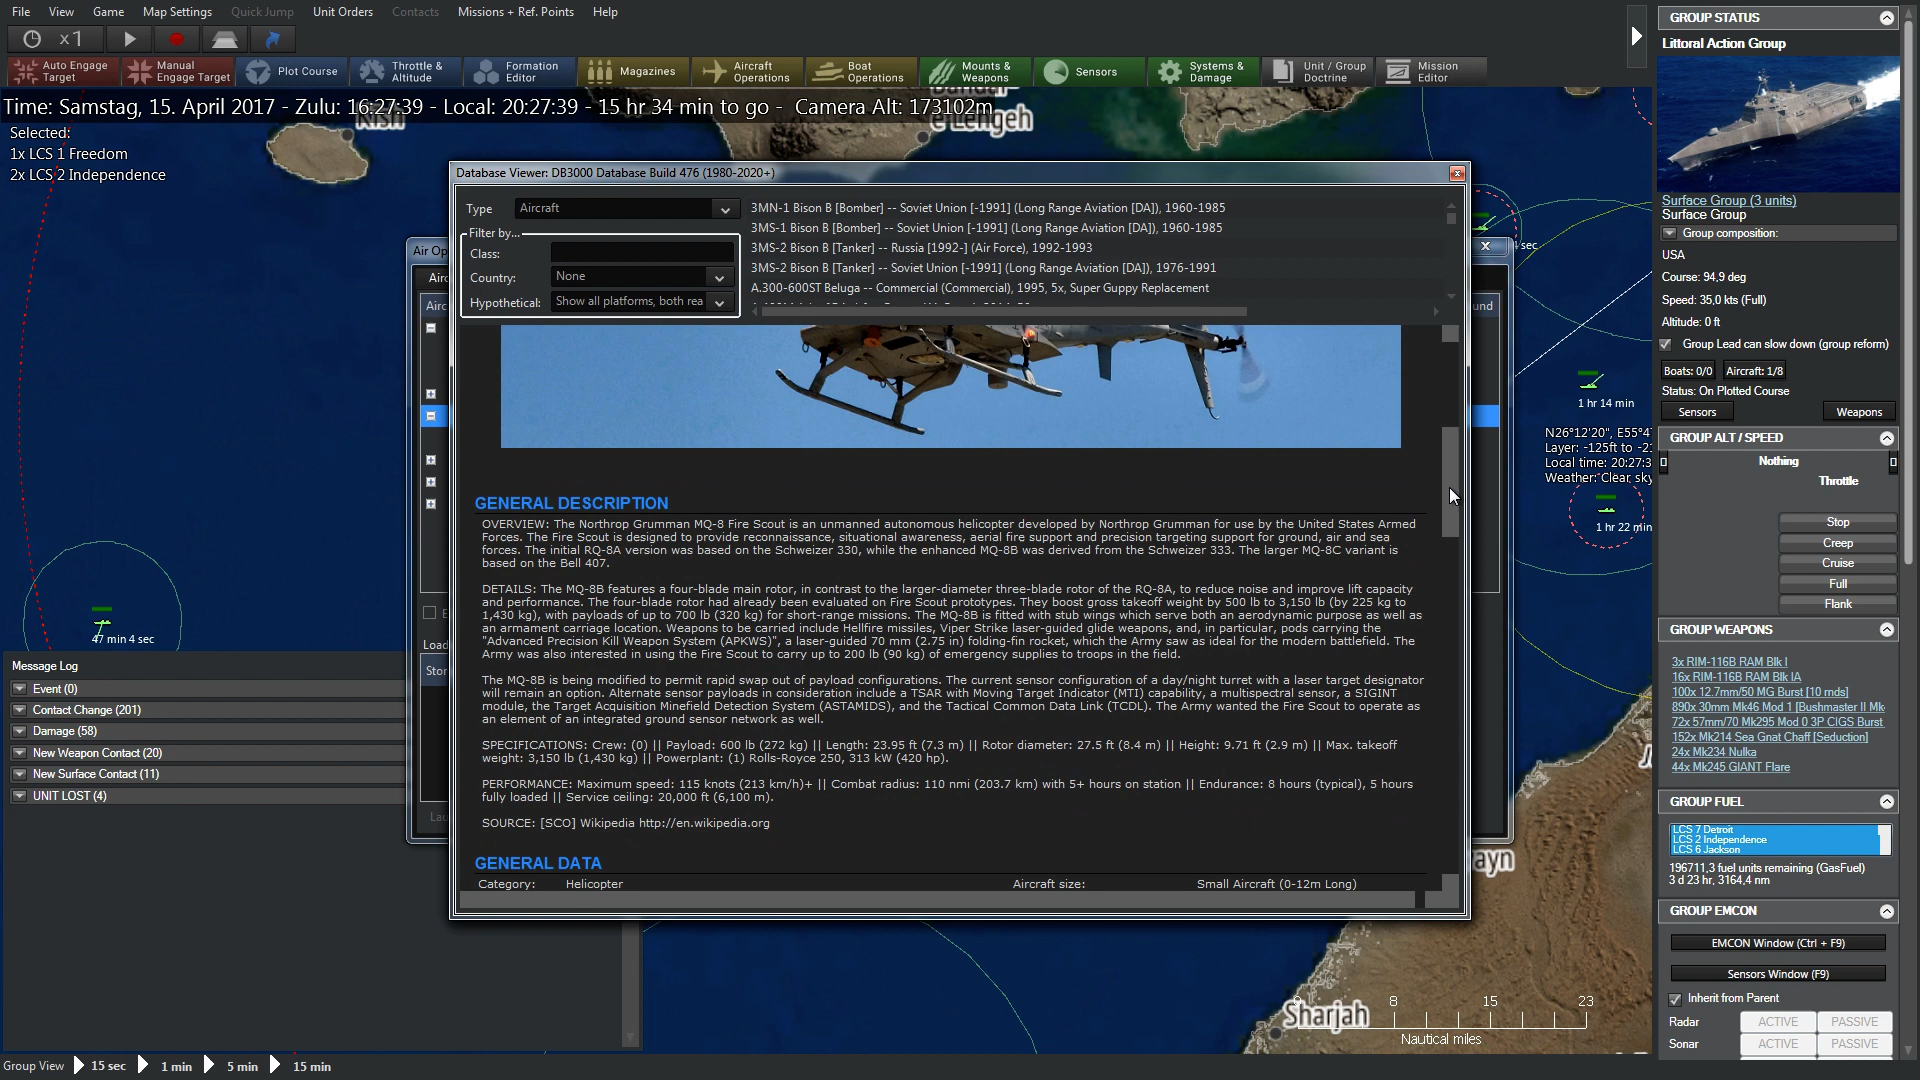 File View Game Map Settings Quick Jump Unit Orders Contacts Missions + Ref. Points Help
x1
Auto Engage Target
Manual Engage Target
Plot Course
Throttle & Altitude
Formation Editor
Magazines
Aircraft Operations
Boat Operations
Mounts & Weapons
Sensors
Systems & Damage
Unit / Group Doctrine
Mission Editor
Time: Samstag, 15. April 2017 - Zulu: 16:27:39 - Local: 20:27:39 - 15 hr 34 min to go - Camera Alt: 173102m
Selected:
1x LCS 1 Freedom
2x LCS 2 Independence
Kish
e Lengeh
Database Viewer: DB3000 Database Build 476 (1980-2020+)
Type Aircraft
Filter by...
Class:
Country: None
Hypothetical: Show all platforms, both rea
3MN-1 Bison B [Bomber] -- Soviet Union [-1991] (Long Range Aviation [DA]), 1960-1985
3MS-1 Bison B [Bomber] -- Soviet Union [-1991] (Long Range Aviation [DA]), 1960-1985
3MS-2 Bison B [Tanker] -- Russia [1992-] (Air Force), 1992-1993
3MS-2 Bison B [Tanker] -- Soviet Union [-1991] (Long Range Aviation [DA]), 1976-1991
A.300-600ST Beluga -- Commercial (Commercial), 1995, 5x, Super Guppy Replacement
GENERAL DESCRIPTION
OVERVIEW: The Northrop Grumman MQ-8 Fire Scout is an unmanned autonomous helicopter developed by Northrop Grumman for use by the United States Armed
Forces. The Fire Scout is designed to provide reconnaissance, situational awareness, aerial fire support and precision targeting support for ground, air and sea
forces. The initial RQ-8A version was based on the Schweizer 330, while the enhanced MQ-8B was derived from the Schweizer 333. The larger MQ-8C variant is
based on the Bell 407.
DETAILS: The MQ-8B features a four-blade main rotor, in contrast to the larger-diameter three-blade rotor of the RQ-8A, to reduce noise and improve lift capacity
and performance. The four-blade rotor had already been evaluated on Fire Scout prototypes. They boost gross takeoff weight by 500 lb to 3,150 lb (by 225 kg to
1,430 kg), with payloads of up to 700 lb (320 kg) for short-range missions. The MQ-8B is fitted with stub wings which serve both an aerodynamic purpose as well as
an armament carriage location. Weapons to be carried include Hellfire missiles, Viper Strike laser-guided glide weapons, and, in particular, pods carrying the
"Advanced Precision Kill Weapon System (APKWS)", a laser-guided 70 mm (2.75 in) folding-fin rocket, which the Army saw as ideal for the modern battlefield. The
Army was also interested in using the Fire Scout to carry up to 200 lb (90 kg) of emergency supplies to troops in the field.
The MQ-8B is being modified to permit rapid swap out of payload configurations. The current sensor configuration of a day/night turret with a laser target designator
will remain an option. Alternate sensor payloads in consideration include a TSAR with Moving Target Indicator (MTI) capability, a multispectral sensor, a SIGINT
module, the Target Acquisition Minefield Detection System (ASTAMIDS), and the Tactical Common Data Link (TCDL). The Army wanted the Fire Scout to operate as
an element of an integrated ground sensor network as well.
SPECIFICATIONS: Crew: (0) || Payload: 600 lb (272 kg) || Length: 23.95 ft (7.3 m) || Rotor diameter: 27.5 ft (8.4 m) || Height: 9.71 ft (2.9 m) || Max. takeoff
weight: 3,150 lb (1,430 kg) || Powerplant: (1) Rolls-Royce 250, 313 kW (420 hp).
PERFORMANCE: Maximum speed: 115 knots (213 km/h)+ || Combat radius: 110 nmi (203.7 km) with 5+ hours on station || Endurance: 8 hours (typical), 5 hours
fully loaded || Service ceiling: 20,000 ft (6,100 m).
SOURCE: [SCO] Wikipedia http://en.wikipedia.org
GENERAL DATA
Category: Helicopter Aircraft size: Small Aircraft (0-12m Long)
Air Op
Airc
Airc
Load
Stor
Lau
und
X
sec
1 hr 14 min
N26°12'20", E55°4
Layer: -125ft to -2
Local time: 20:27:3
Weather: Clear sky
1 hr 22 min
47 min 4 sec
Message Log
Event (0)
Contact Change (201)
Damage (58)
New Weapon Contact (20)
New Surface Contact (11)
UNIT LOST (4)
ayn
Sharjah
8 15 23
Nautical miles
Group View 15 sec 1 min 5 min 15 min
GROUP STATUS
Littoral Action Group
Surface Group (3 units)
Surface Group
Group composition:
USA
Course: 94,9 deg
Speed: 35,0 kts (Full)
Altitude: 0 ft
Group Lead can slow down (group reform)
Boats: 0/0 Aircraft: 1/8
Status: On Plotted Course
Sensors Weapons
GROUP ALT / SPEED
Nothing
Throttle
Stop
Creep
Cruise
Full
Flank
GROUP WEAPONS
3x RIM-116B RAM Blk I
16x RIM-116B RAM Blk IA
100x 12.7mm/50 MG Burst [10 rnds]
890x 30mm Mk46 Mod 1 [Bushmaster II Mk
72x 57mm/70 Mk295 Mod 0 3P CIGS Burst
152x Mk214 Sea Gnat Chaff [Seduction]
24x Mk234 Nulka
44x Mk245 GIANT Flare
GROUP FUEL
LCS 7 Detroit
LCS 2 Independence
LCS 6 Jackson
196711,3 fuel units remaining (GasFuel)
3 d 23 hr, 3164,4 nm
GROUP EMCON
EMCON Window (Ctrl + F9)
Sensors Window (F9)
Inherit from Parent
Radar ACTIVE PASSIVE
Sonar ACTIVE PASSIVE